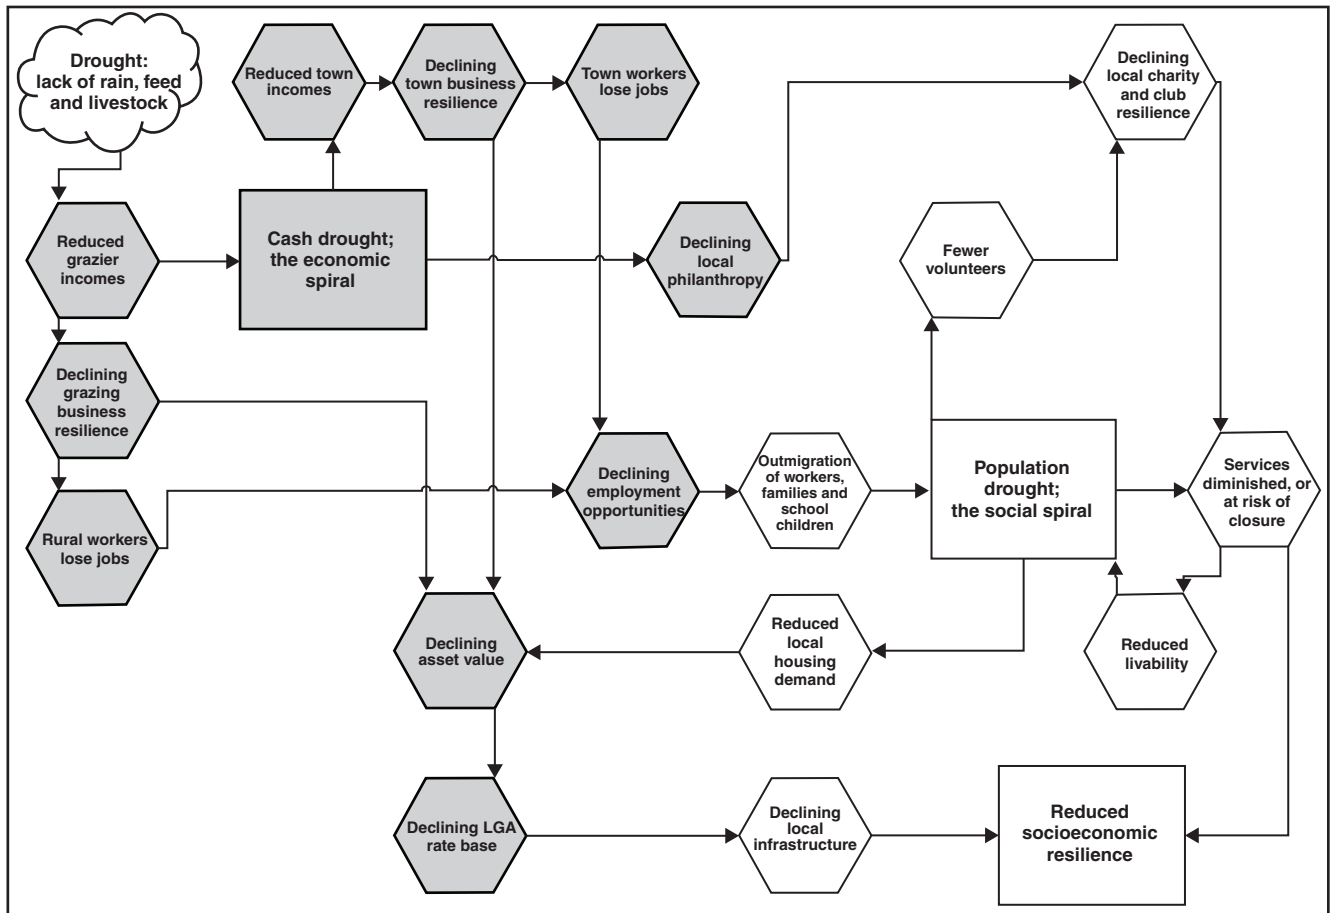 Drought:
lack of rain, feed
and livestock
Reduced town
incomes
Declining
town business
resilience
Town workers
lose jobs
Declining
local charity
and club
resilience
Reduced
grazier
incomes
Cash drought;
the economic
spiral
Declining
local
philanthropy
Fewer
volunteers
Declining
grazing
business
resilience
Rural workers
lose jobs
Declining
employment
opportunities
Outmigration
of workers,
families and
school
children
Population
drought;
the social spiral
Services
diminished, or
at risk of
closure
Declining
asset value
Reduced
local
housing
demand
Reduced
livability
Declining LGA
rate base
Declining
local
infrastructure
Reduced
socioeconomic
resilience